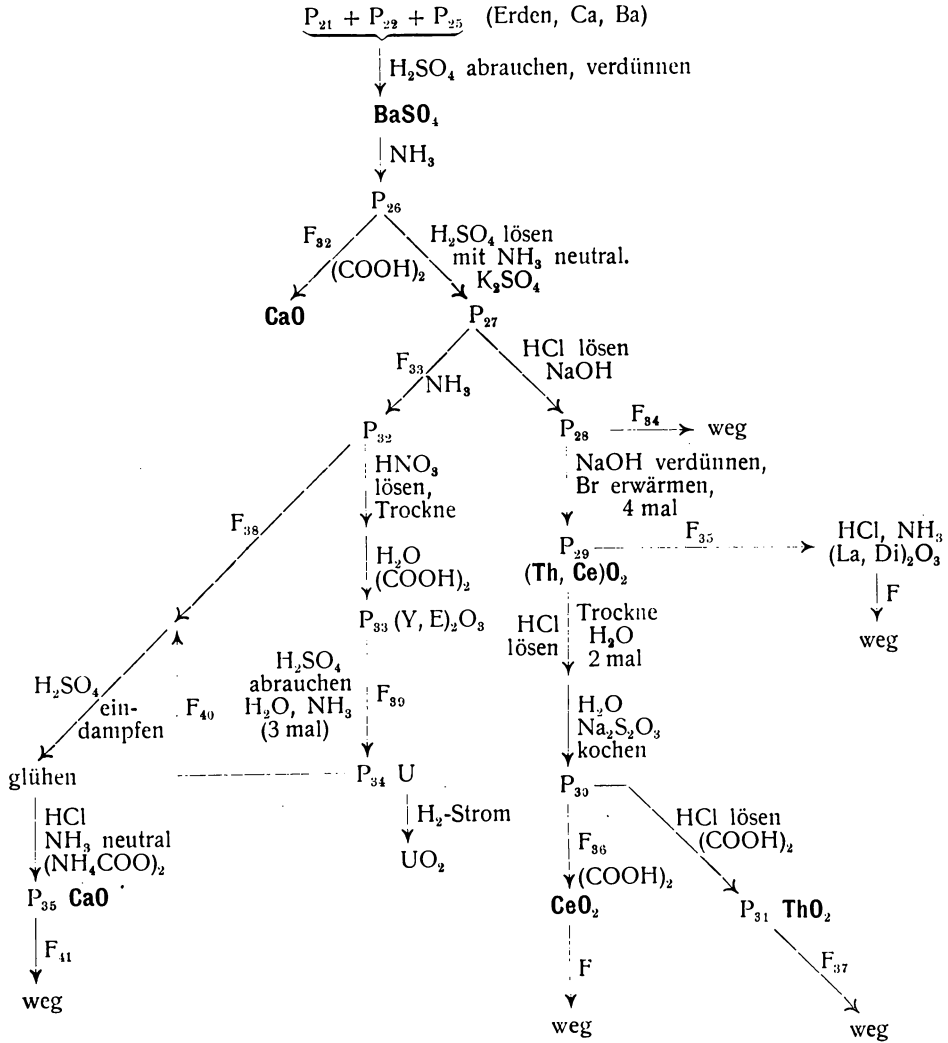 P₂₁ + P₂₂ + P₂₅ (Erden, Ca, Ba)
H₂SO₄ abrauchen, verdünnen
BaSO₄
NH₃
P₂₆
F₃₂
(COOH)₂
H₂SO₄ lösen
mit NH₃ neutral.
K₂SO₄
CaO
P₂₇
F₃₃
NH₃
HCl lösen
NaOH
P₃₂
P₂₈
F₃₄
weg
HNO₃
lösen,
Trockne
NaOH verdünnen,
Br erwärmen,
4 mal
F₃₈
H₂O
(COOH)₂
P₂₉
(Th, Ce)O₂
F₃₅
HCl, NH₃
(La, Di)₂O₃
F
weg
P₃₃ (Y, E)₂O₃
HCl
lösen
Trockne
H₂O
2 mal
H₂SO₄
ein-
dampfen
F₄₀
H₂SO₄
abrauchen
H₂O, NH₃
(3 mal)
F₃₉
H₂O
Na₂S₂O₃
kochen
glühen
P₃₄ U
P₃₀
HCl
NH₃ neutral
(NH₄COO)₂
H₂-Strom
UO₂
F₃₆
(COOH)₂
HCl lösen
(COOH)₂
P₃₅ CaO
CeO₂
P₃₁ ThO₂
F₄₁
weg
F
weg
F₃₇
weg